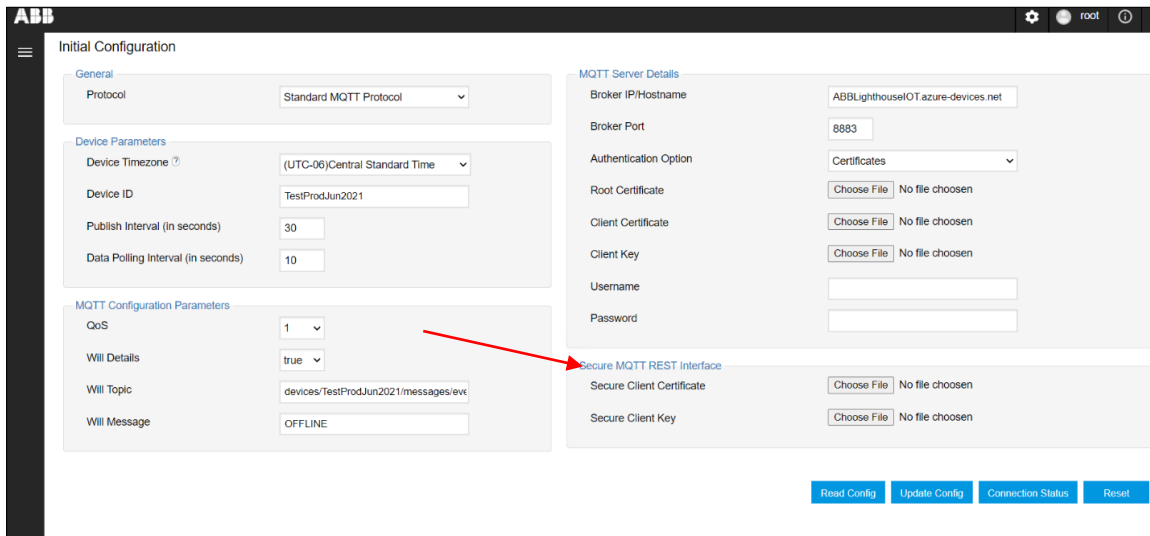 ABB
root
Initial Configuration
General
Protocol
Standard MQTT Protocol
Device Parameters
Device Timezone ?
(UTC-06)Central Standard Time
Device ID
TestProdJun2021
Publish Interval (in seconds)
30
Data Polling Interval (in seconds)
10
MQTT Configuration Parameters
QoS
1
Will Details
true
Will Topic
devices/TestProdJun2021/messages/eve
Will Message
OFFLINE
MQTT Server Details
Broker IP/Hostname
ABBLighthouseIOT.azure-devices.net
Broker Port
8883
Authentication Option
Certificates
Root Certificate
Choose File No file choosen
Client Certificate
Choose File No file choosen
Client Key
Choose File No file choosen
Username
Password
Secure MQTT REST Interface
Secure Client Certificate
Choose File No file choosen
Secure Client Key
Choose File No file choosen
Read Config
Update Config
Connection Status
Reset